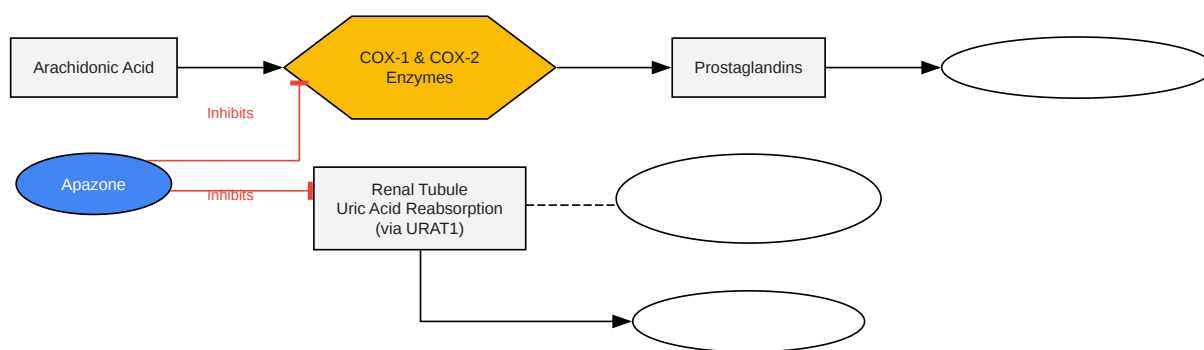 Arachidonic Acid
COX-1 & COX-2
Enzymes
Prostaglandins
Inhibits
Apazone
Inhibits
Renal Tubule
Uric Acid Reabsorption
(via URAT1)